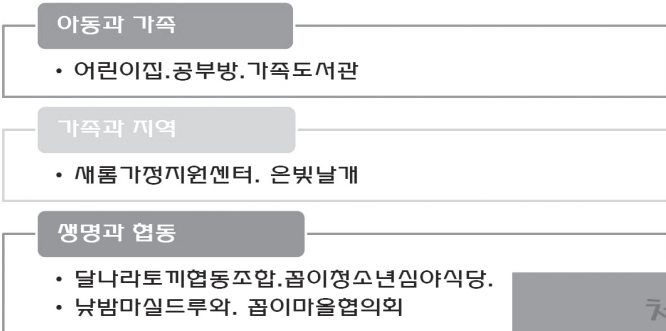 아동과 가족
• 어린이집.공부방.가족도서관
가족과 지역
• 새롬가정지원센터. 은빛날개
생명과 협동
• 달나라토끼협동조합.꼽이청소년심야식당.
• 낮밤마실드루와. 꼽이마을협의회